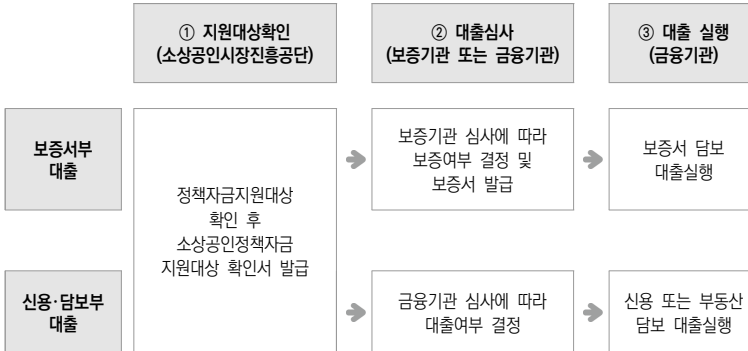 ① 지원대상확인
(소상공인시장진흥공단)
② 대출심사
(보증기관 또는 금융기관)
③ 대출 실행
(금융기관)
보증서부
대출
정책자금지원대상
확인 후
소상공인정책자금
지원대상 확인서 발급
보증기관 심사에 따라
보증여부 결정 및
보증서 발급
보증서 담보
대출실행
신용·담보부
대출
금융기관 심사에 따라
대출여부 결정
신용 또는 부동산
담보 대출실행